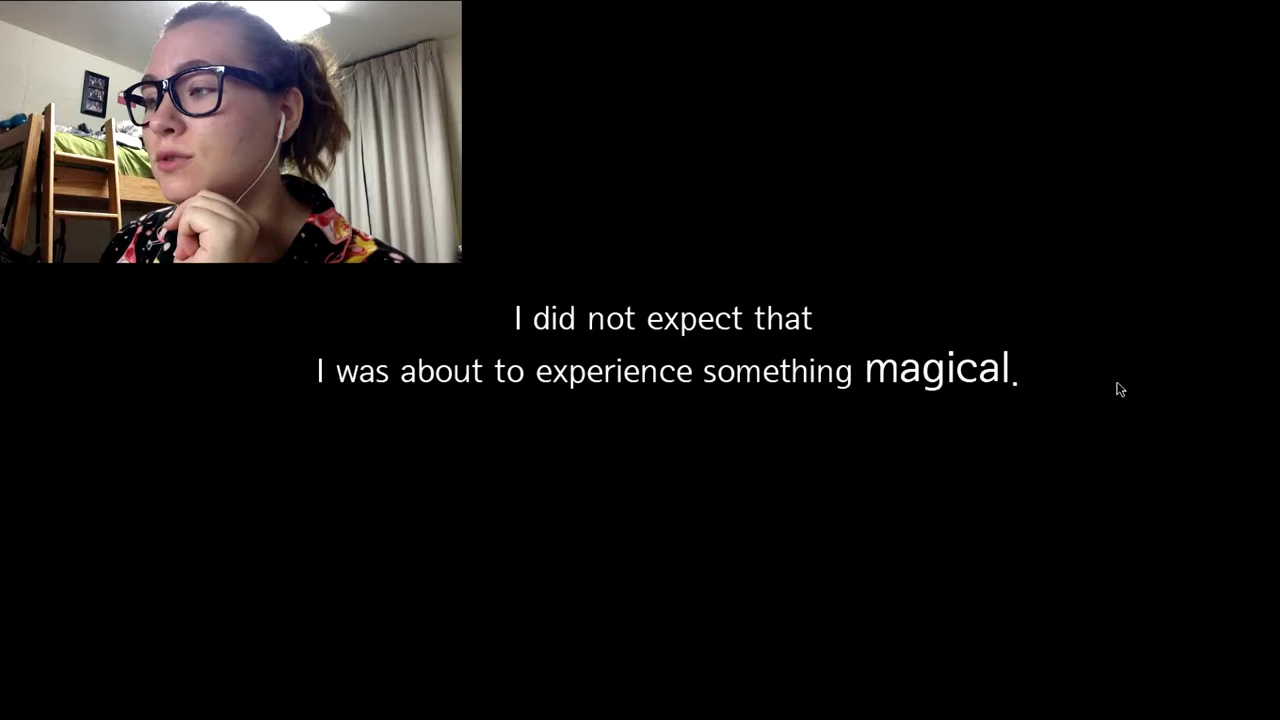 I did not expect that
I was about to experience something magical.